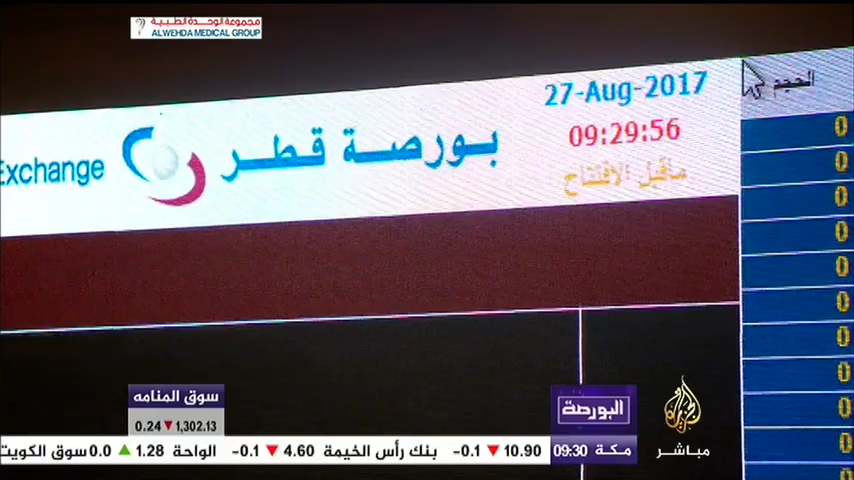 مجموعة الوحدة الطبية
ALWEHDA MEDICAL GROUP
27-Aug-2017
09:29:56
ماقبل الافتتاح
الحجم
Exchange
بورصة قطر
0
0
0
0
0
0
0
0
0
0
0
سوق المنامه
0.24 ▼ 1,302.13
البورصة
مكة 09:30
الجزيرة
مباشر
10.90 ▼ -0.1 بنك رأس الخيمة 4.60 ▼ -0.1 الواحة 1.28 ▲ 0.0 سوق الكويت